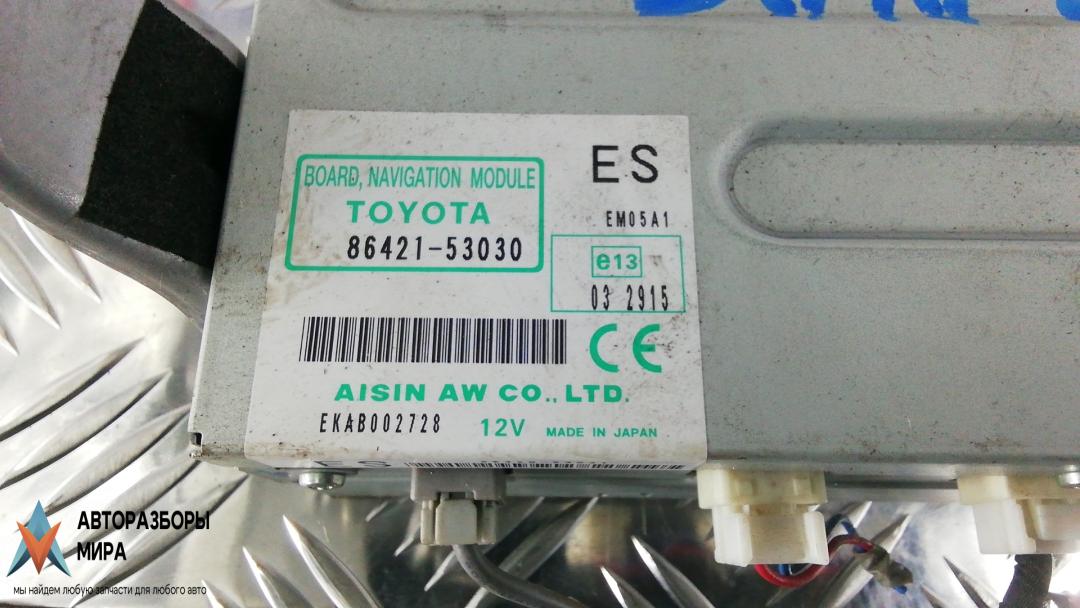 BOARD, NAVIGATION MODULE
TOYOTA
86421-53030
ES
EM05A1
e13
03 2915
CE
AISIN AW CO., LTD.
EKAB002728
12V
MADE IN JAPAN
АВТОРАЗБОРЫ
МИРА
мы найдем любую запчасти для любого авто